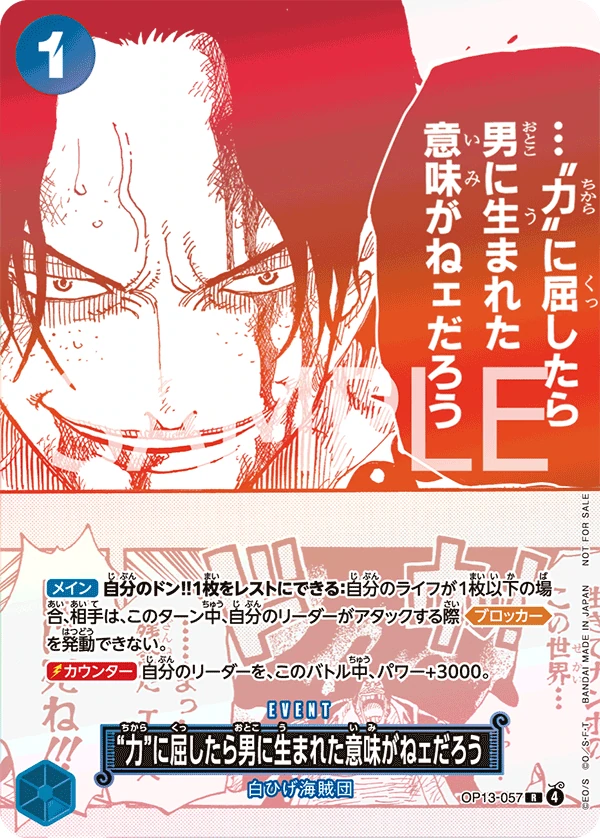 1
…“力”に屈したら
男に生まれた
意味がねェだろう
SAMPLE
メイン 自分のドン!!1枚をレストにできる:自分のライフが1枚以下の場
合、相手は、このターン中、自分のリーダーがアタックする際 ブロッカー
を発動できない。
カウンター 自分のリーダーを、このバトル中、パワー+3000。
EVENT
“力”に屈したら男に生まれた意味がねェだろう
白ひげ海賊団
OP13-057 R 4
©E.O/S ©O./S・F・T BANDAI MADE IN JAPAN NOT FOR SALE
この世界…